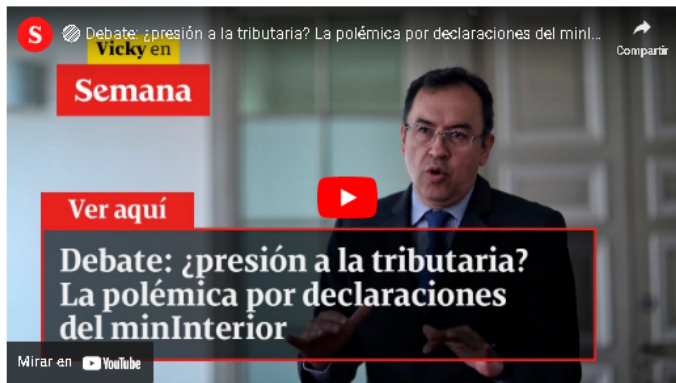 S
Debate: ¿presión a la tributaria? La polémica por declaraciones del minI...
Compartir
Vicky en
Semana
Ver aquí
Debate: ¿presión a la tributaria?
La polémica por declaraciones
del minInterior
Mirar en YouTube